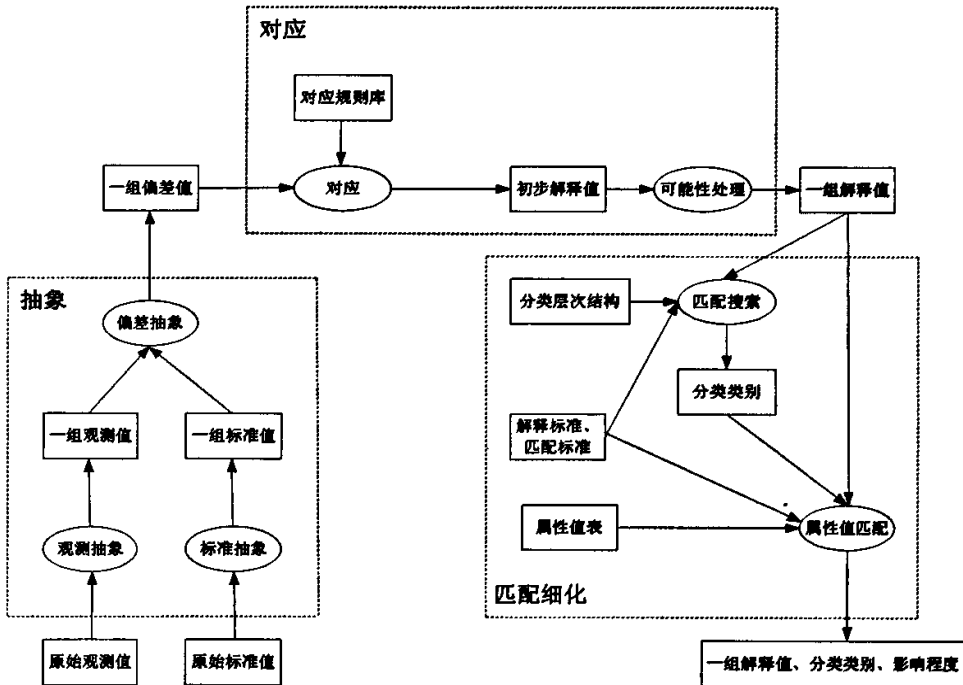 对应
对应规则库
一组偏差值
对应
初步解释值
可能性处理
一组解释值
抽象
偏差抽象
一组观测值
一组标准值
观测抽象
标准抽象
原始观测值
原始标准值
分类层次结构
匹配搜索
分类类别
解释标准、
匹配标准
属性值表
属性值匹配
匹配细化
一组解释值、分类类别、影响程度